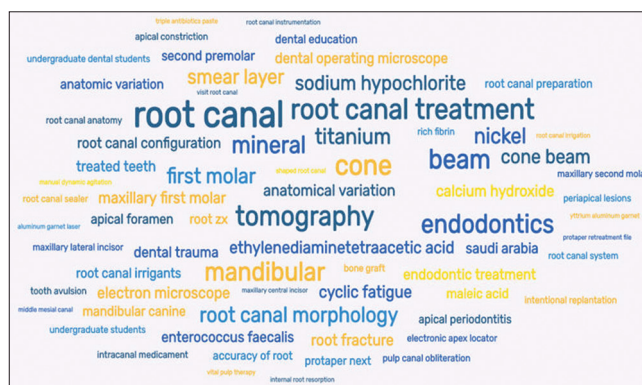 triple antibiotics paste
root canal instrumentation
apical constriction
dental education
undergraduate dental students
second premolar
dental operating microscope
anatomic variation
smear layer
sodium hypochlorite
root canal preparation
visit root canal
root canal
root canal treatment
root canal anatomy
titanium
rich fibrin
nickel
root canal irrigation
root canal configuration
mineral
beam
cone beam
treated teeth
first molar
shaped root canal
cone
maxillary second mola
manual dynamic agitation
anatomical variation
calcium hydroxide
periapical lesions
root canal sealer
maxillary first molar
aluminum garnet laser
apical foramen
root zx
tomography
endodontics
yttrium aluminum garnet
protaper retreatment file
maxillary lateral incisor
dental trauma
ethylenediaminetetraacetic acid
saudi arabia
root canal system
root canal irrigants
mandibular
bone graft
endodontic treatment
tooth avulsion
electron microscope
maxillary central incisor
cyclic fatigue
maleic acid
intentional replantation
middle mesial canal
mandibular canine
root canal morphology
apical periodontitis
undergraduate students
enterococcus faecalis
root fracture
electronic apex locator
intracanal medicament
accuracy of root
protaper next
pulp canal obliteration
vital pulp therapy
internal root resorption